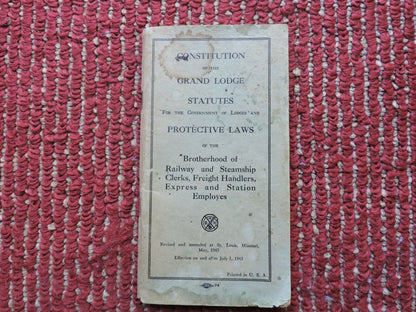 CONSTITUTION
OF THE
GRAND LODGE
STATUTES
FOR THE GOVERNMENT OF LODGES AND
PROTECTIVE LAWS
OF THE
Brotherhood of
Railway and Steamship
Clerks, Freight Handlers,
Express and Station
Employes
Revised and amended at St. Louis, Missouri,
May,
Effective on and after July 1,
Printed in U. S. A.